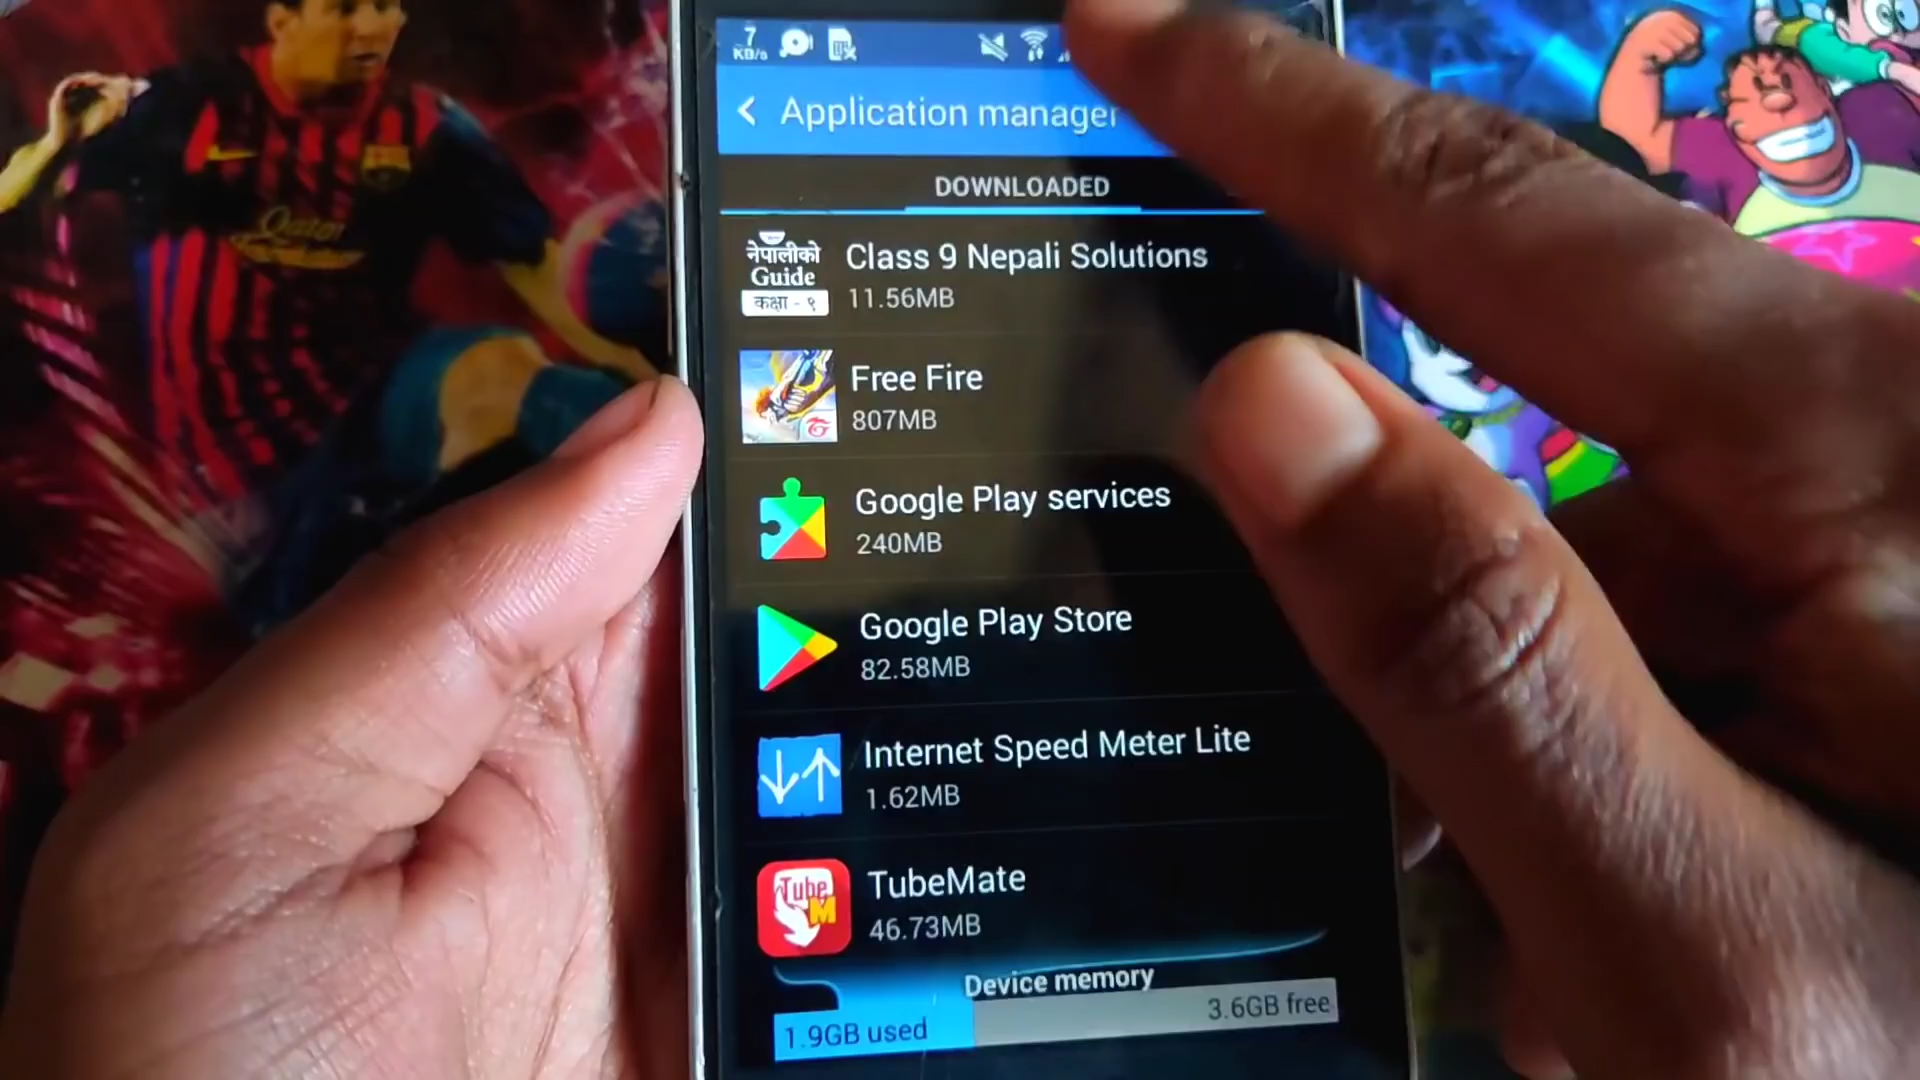 7
KB/s
Application manager
DOWNLOADED
नेपालीको
Guide
कक्षा - ९
Class 9 Nepali Solutions
11.56MB
Free Fire
807MB
Google Play services
240MB
Google Play Store
82.58MB
Internet Speed Meter Lite
1.62MB
Tube
M
TubeMate
46.73MB
Device memory
1.9GB used
3.6GB free
Qatar